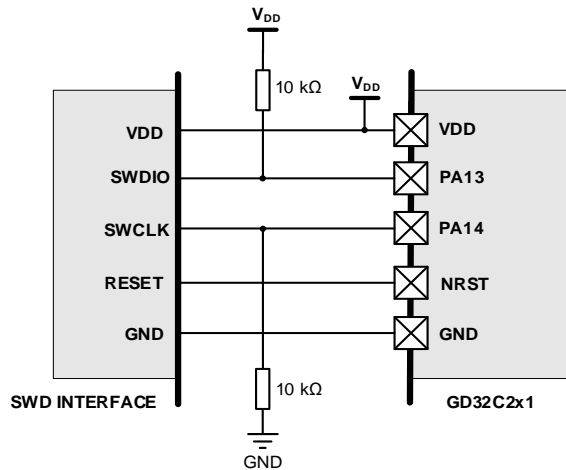 VDD
10 kΩ
VDD
VDD
VDD
SWDIO
PA13
SWCLK
PA14
RESET
NRST
GND
GND
SWD INTERFACE
10 kΩ
GD32C2x1
GND